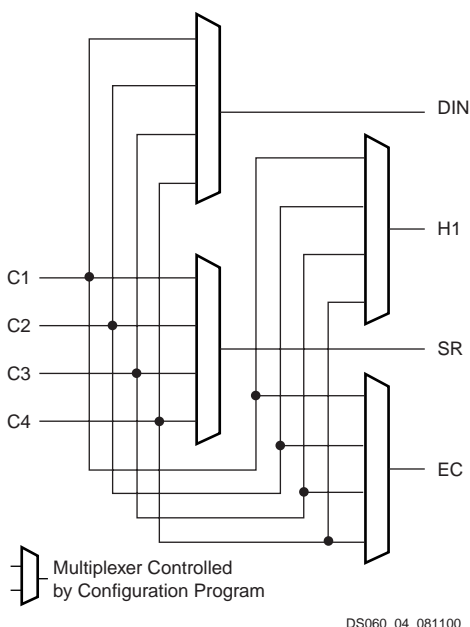 DIN
H1
C1
C2
SR
C3
C4
EC
Multiplexer Controlled
by Configuration Program
DS060_04_081100